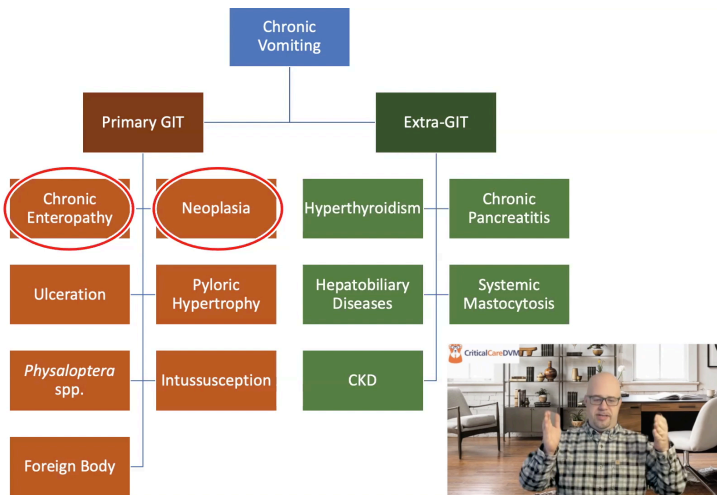 Chronic
Vomiting
Primary GIT
Extra-GIT
Chronic
Enteropathy
Neoplasia
Hyperthyroidism
Chronic
Pancreatitis
Ulceration
Pyloric
Hypertrophy
Hepatobiliary
Diseases
Systemic
Mastocytosis
Physaloptera
spp.
Intussusception
CKD
Foreign Body
CriticalCareDVM